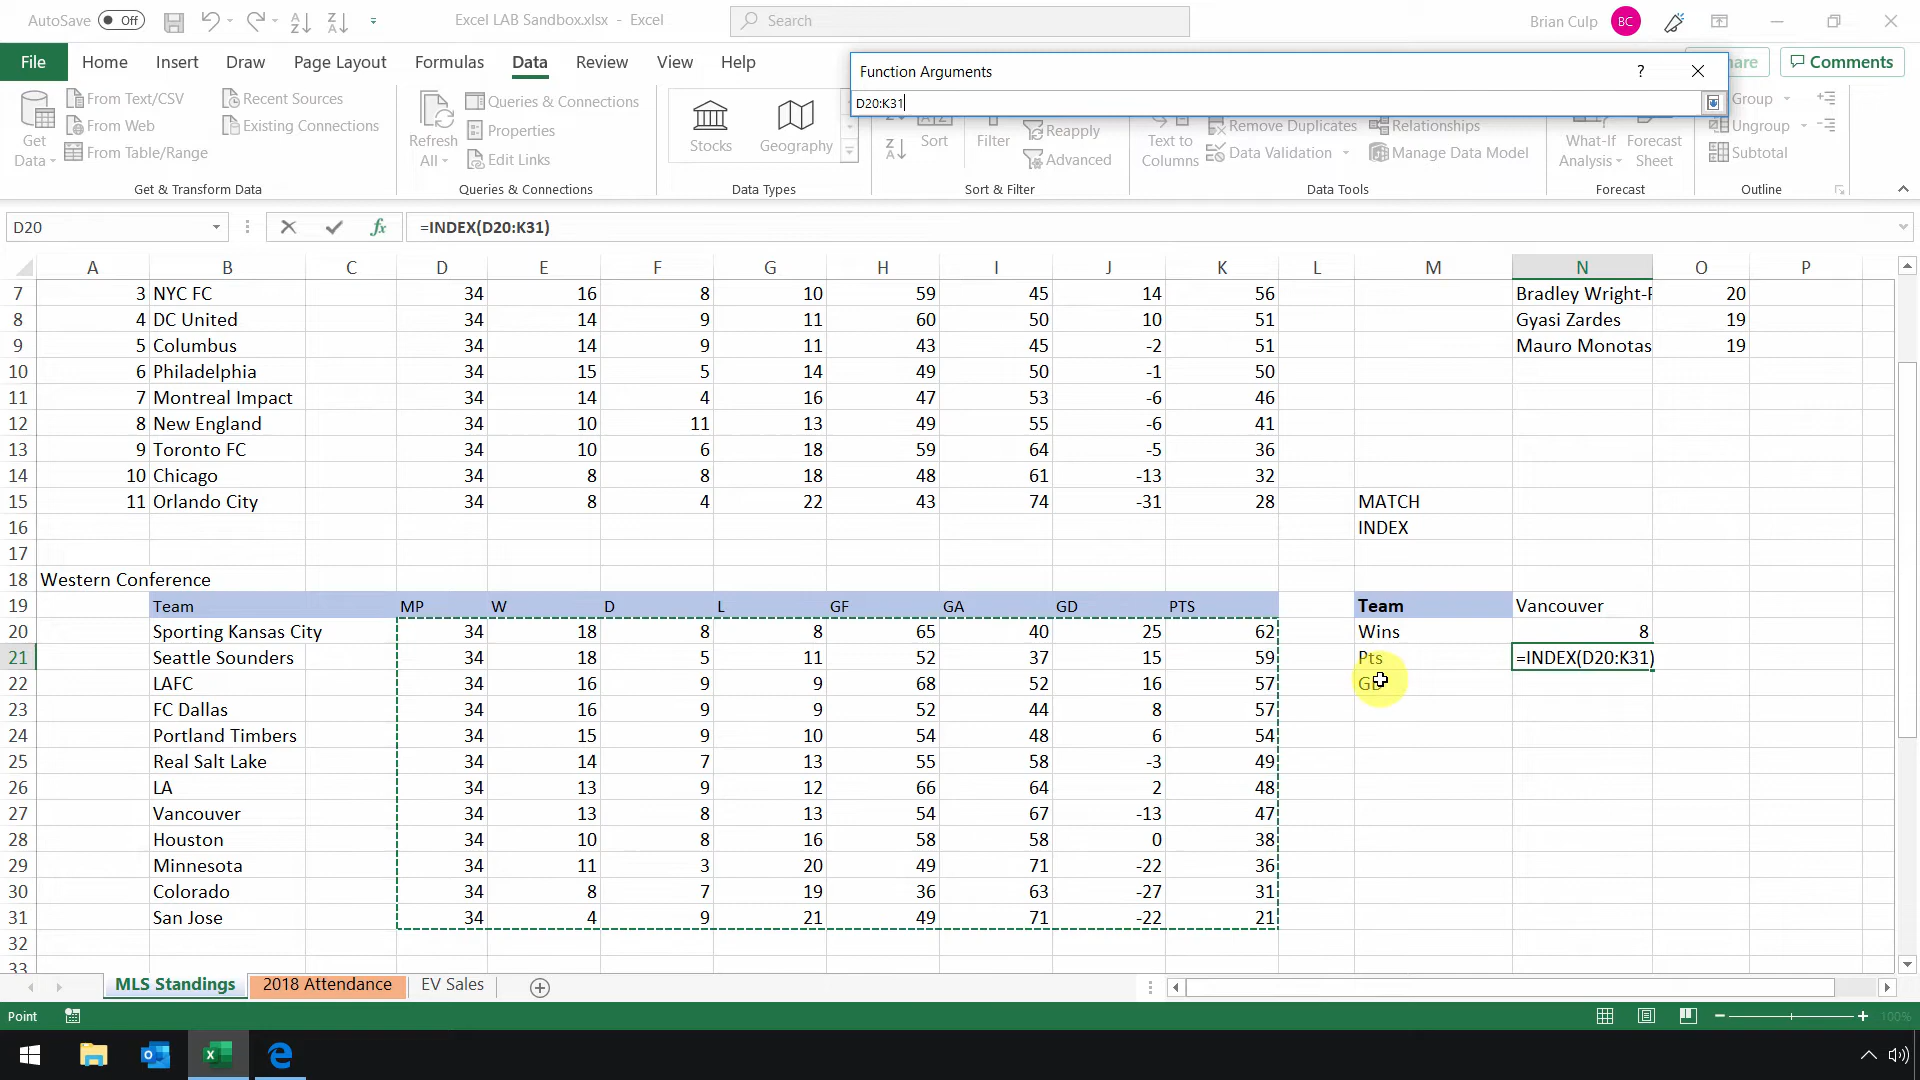 AutoSave Off
Excel LAB Sandbox.xlsx - Excel
Search
Brian Culp BC
File Home Insert Draw Page Layout Formulas Data Review View Help
Comments
Function Arguments ? 
D20:K31
Get Data
From Text/CSV
From Web
From Table/Range
Recent Sources
Existing Connections
Get & Transform Data
Refresh All
Queries & Connections
Properties
Edit Links
Queries & Connections
Stocks
Geography
Data Types
Sort
Filter
Reapply
Advanced
Sort & Filter
Text to Columns
Remove Duplicates
Data Validation
Relationships
Manage Data Model
Data Tools
What-If Analysis
Forecast Sheet
Forecast
Group
Ungroup
Subtotal
Outline
D20 fx =INDEX(D20:K31)
A B C D E F G H I J K L M N O P
7 3 NYC FC 34 16 8 10 59 45 14 56 Bradley Wright- 20
8 4 DC United 34 14 9 11 60 50 10 51 Gyasi Zardes 19
9 5 Columbus 34 14 9 11 43 45 -2 51 Mauro Monotas 19
10 6 Philadelphia 34 15 5 14 49 50 -1 50
11 7 Montreal Impact 34 14 4 16 47 53 -6 46
12 8 New England 34 10 11 13 49 55 -6 41
13 9 Toronto FC 34 10 6 18 59 64 -5 36
14 10 Chicago 34 8 8 18 48 61 -13 32
15 11 Orlando City 34 8 4 22 43 74 -31 28 MATCH
16 INDEX
17
18 Western Conference
19 Team MP W D L GF GA GD PTS Team Vancouver
20 Sporting Kansas City 34 18 8 8 65 40 25 62 Wins 8
21 Seattle Sounders 34 18 5 11 52 37 15 59 Pts =INDEX(D20:K31)
22 LAFC 34 16 9 9 68 52 16 57 GD
23 FC Dallas 34 16 9 9 52 44 8 57
24 Portland Timbers 34 15 9 10 54 48 6 54
25 Real Salt Lake 34 14 7 13 55 58 -3 49
26 LA 34 13 9 12 66 64 2 48
27 Vancouver 34 13 8 13 54 67 -13 47
28 Houston 34 10 8 16 58 58 0 38
29 Minnesota 34 11 3 20 49 71 -22 36
30 Colorado 34 8 7 19 36 63 -27 31
31 San Jose 34 4 9 21 49 71 -22 21
32
33
MLS Standings 2018 Attendance EV Sales
Point 100%